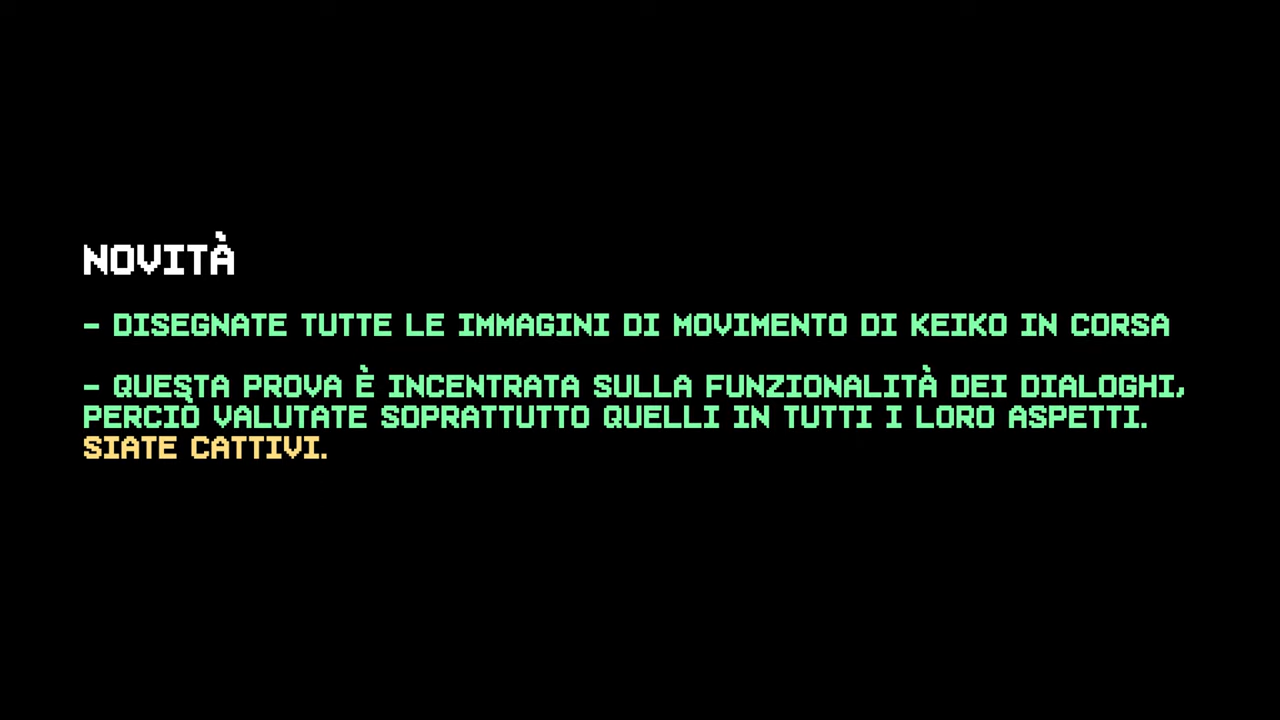 NOVITÀ
- DISEGNATE TUTTE LE IMMAGINI DI MOVIMENTO DI KEIKO IN CORSA
- QUESTA PROVA È INCENTRATA SULLA FUNZIONALITÀ DEI DIALOGHI,
PERCIÒ VALUTATE SOPRATTUTTO QUELLI IN TUTTI I LORO ASPETTI.
SIATE CATTIVI.